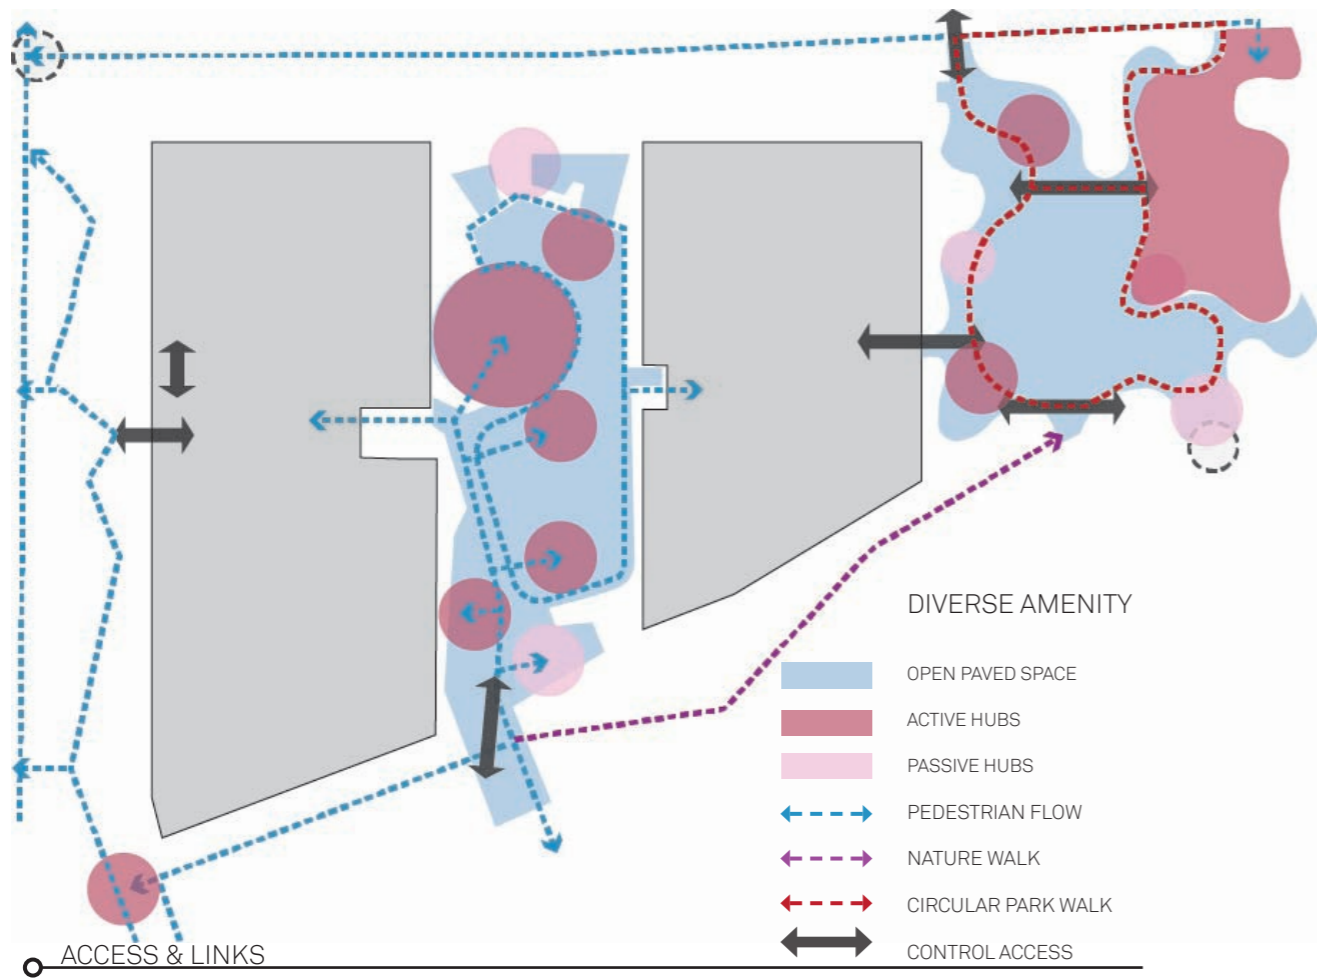 DIVERSE AMENITY
OPEN PAVED SPACE
ACTIVE HUBS
PASSIVE HUBS
PEDESTRIAN FLOW
NATURE WALK
CIRCULAR PARK WALK
CONTROL ACCESS
ACCESS & LINKS